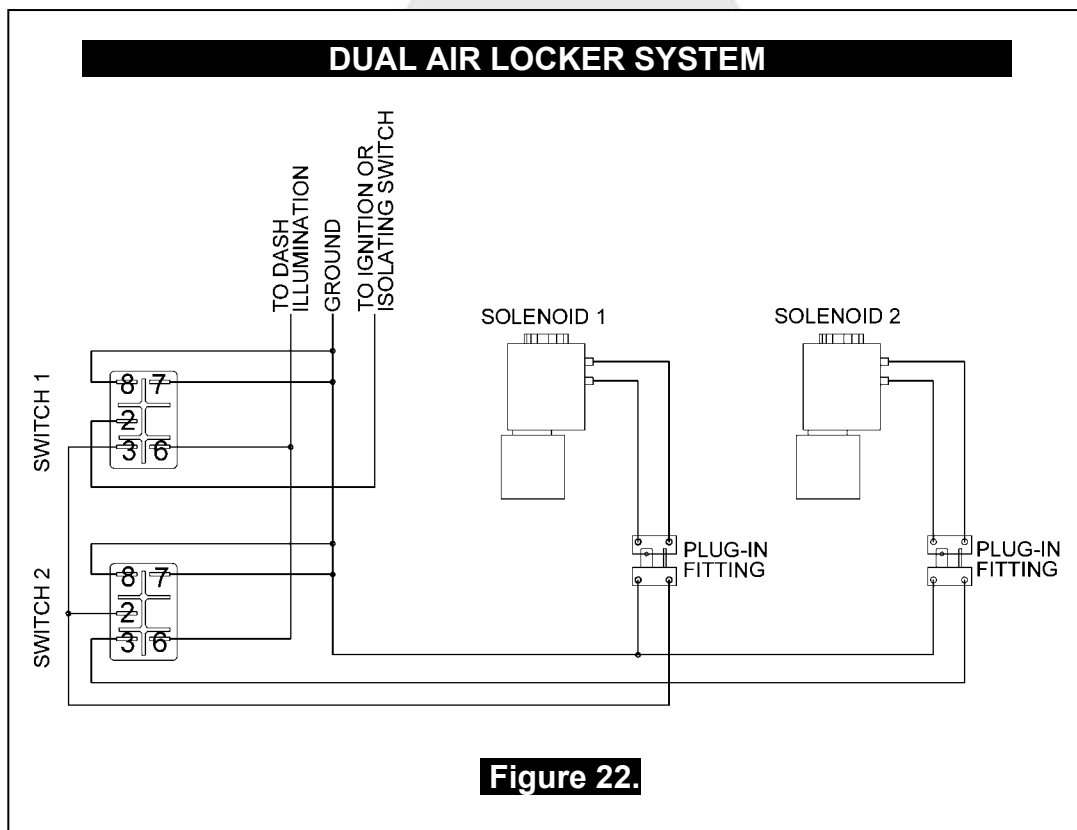 DUAL AIR LOCKER SYSTEM
TO DASH
ILLUMINATION
GROUND
TO IGNITION OR
ISOLATING SWITCH
SOLENOID 1
SOLENOID 2
SWITCH 1
8 7
2
3 6
SWITCH 2
8 7
2
3 6
PLUG-IN
FITTING
PLUG-IN
FITTING
Figure 22.